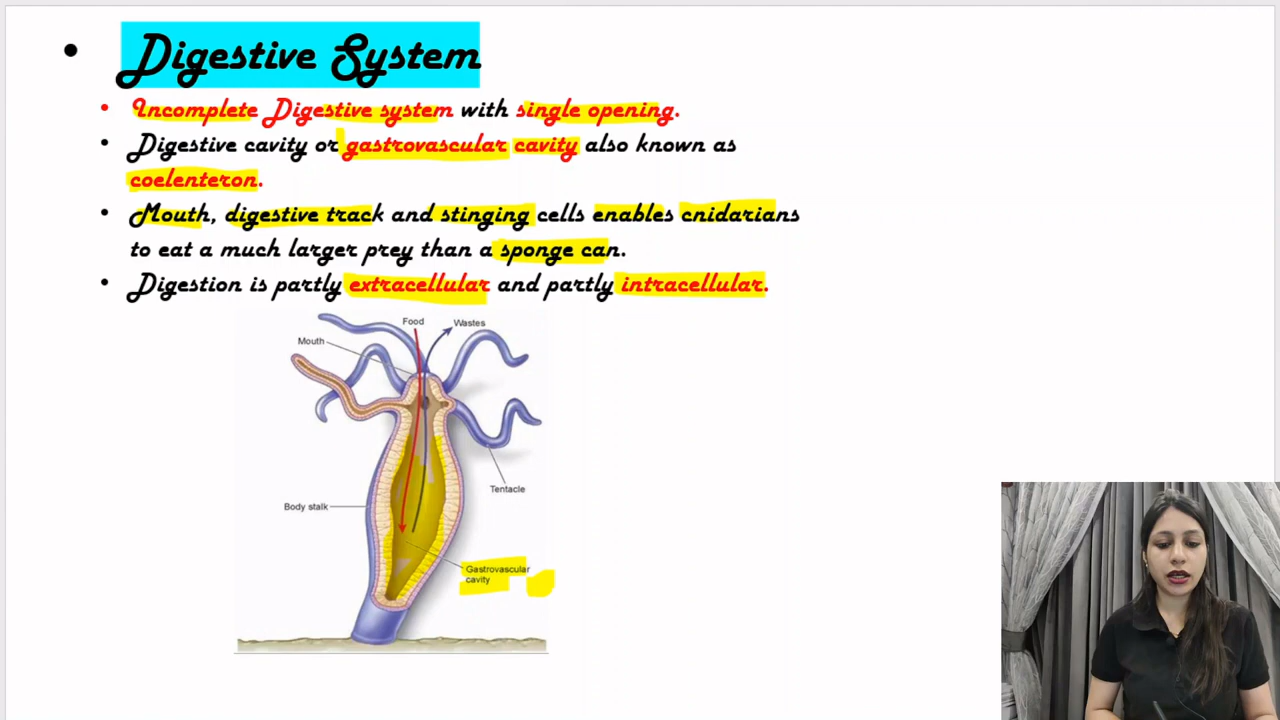 Digestive System
Incomplete Digestive system with single opening.
Digestive cavity or gastrovascular cavity also known as
coelenteron.
Mouth, digestive track and stinging cells enables cnidarians
to eat a much larger prey than a sponge can.
Digestion is partly extracellular and partly intracellular.
Food
Wastes
Mouth
Tentacle
Body stalk
Gastrovascular
cavity